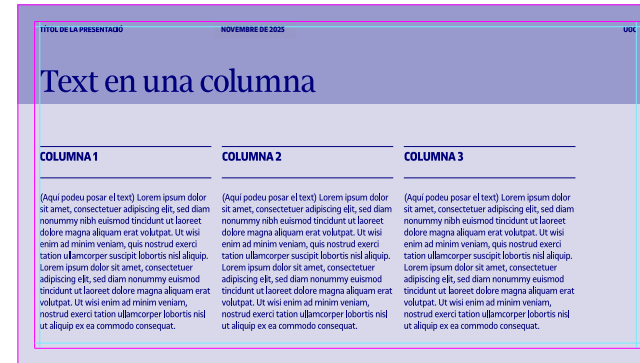 TÍTOL DE LA PRESENTACIÓ
NOVEMBRE DE 2025
UOC
Text en una columna
COLUMNA 1
COLUMNA 2
COLUMNA 3
(Aquí podeu posar el text) Lorem ipsum dolor
sit amet, consectetuer adipiscing elit, sed diam
nonummy nibh euismod tincidunt ut laoreet
dolore magna aliquam erat volutpat. Ut wisi
enim ad minim veniam, quis nostrud exerci
tation ullamcorper suscipit lobortis nisl aliquip.
Lorem ipsum dolor sit amet, consectetuer
adipiscing elit, sed diam nonummy euismod
tincidunt ut laoreet dolore magna aliquam erat
volutpat. Ut wisi enim ad minim veniam,
nostrud exerci tation ullamcorper lobortis nisl
ut aliquip ex ea commodo consequat.
(Aquí podeu posar el text) Lorem ipsum dolor
sit amet, consectetuer adipiscing elit, sed diam
nonummy nibh euismod tincidunt ut laoreet
dolore magna aliquam erat volutpat. Ut wisi
enim ad minim veniam, quis nostrud exerci
tation ullamcorper suscipit lobortis nisl aliquip.
Lorem ipsum dolor sit amet, consectetuer
adipiscing elit, sed diam nonummy euismod
tincidunt ut laoreet dolore magna aliquam erat
volutpat. Ut wisi enim ad minim veniam,
nostrud exerci tation ullamcorper lobortis nisl
ut aliquip ex ea commodo consequat.
(Aquí podeu posar el text) Lorem ipsum dolor
sit amet, consectetuer adipiscing elit, sed diam
nonummy nibh euismod tincidunt ut laoreet
dolore magna aliquam erat volutpat. Ut wisi
enim ad minim veniam, quis nostrud exerci
tation ullamcorper suscipit lobortis nisl aliquip.
Lorem ipsum dolor sit amet, consectetuer
adipiscing elit, sed diam nonummy euismod
tincidunt ut laoreet dolore magna aliquam erat
volutpat. Ut wisi enim ad minim veniam,
nostrud exerci tation ullamcorper lobortis nisl
ut aliquip ex ea commodo consequat.